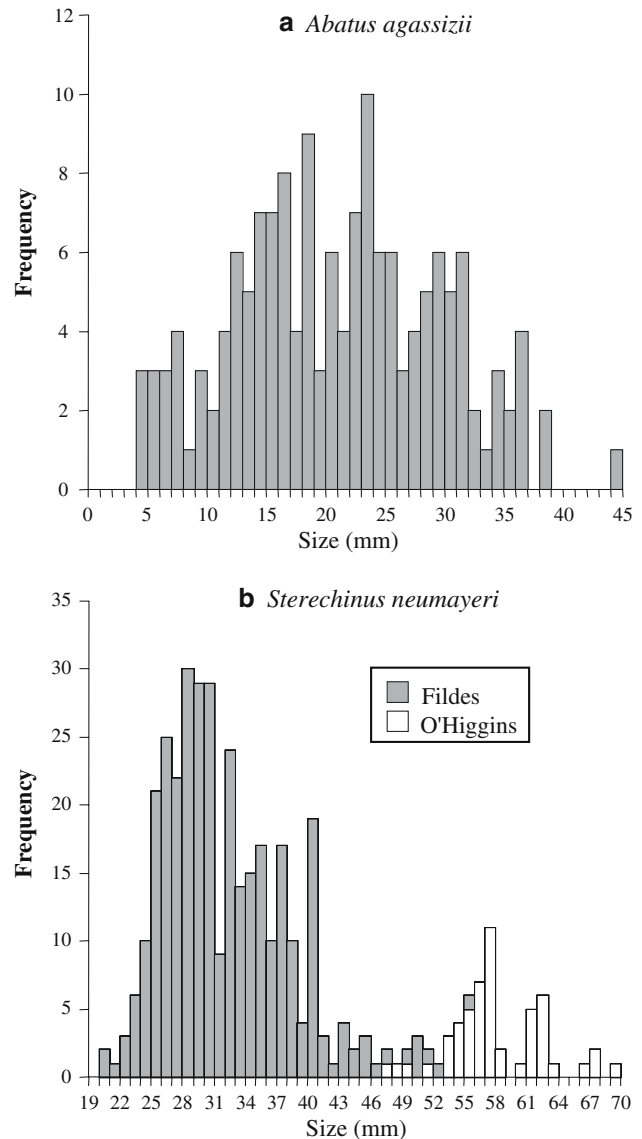 a Abatus agassizii
12
10
8
6
4
2
0
Frequency
0 5 10 15 20 25 30 35 40 45
Size (mm)
b Sterechinus neumayeri
35
30
25
20
15
10
5
0
Frequency
Fildes
O'Higgins
19 22 25 28 31 34 37 40 43 46 49 52 55 58 61 64 67 70
Size (mm)